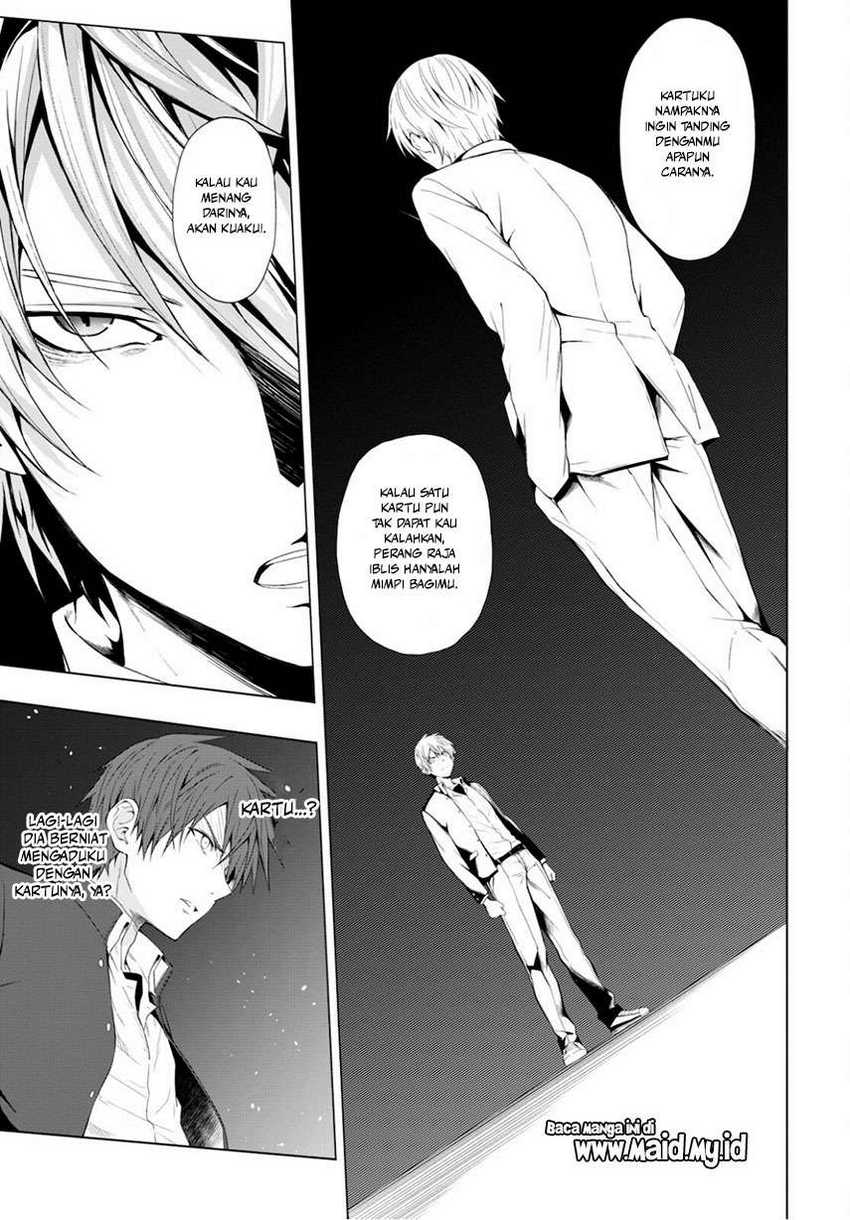 KARTUKU
NAMPAKNYA
INGIN TANDING
DENGANMU
APAPUN
CARANYA.
KALAU SATU
KARTU PUN
TAK DAPAT KAU
KALAHKAN,
PERANG RAJA
IBLIS HANYALAH
MIMPI BAGIMU.
KALAU KAU
MENANG
DARINYA,
AKAN KUAKUI.
KARTU...?
LAGI-LAGI
DIA BERNIAT
MENGADUKU
DENGAN
KARTUNYA, YA?
Baca Manga ini di
www.Maid.My.id